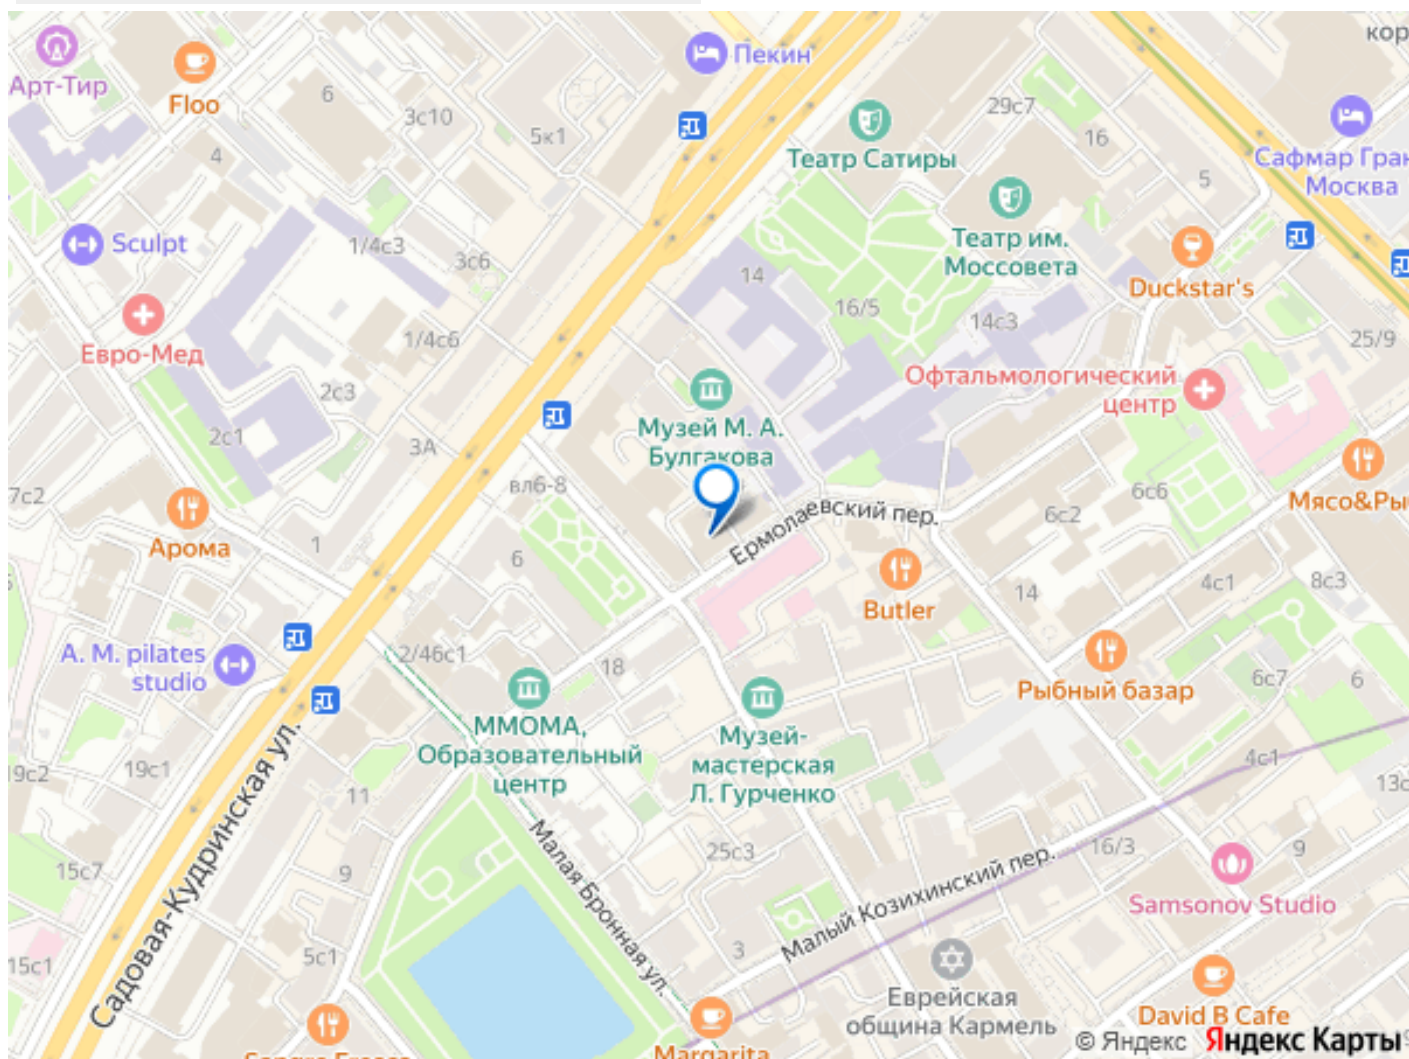 кор
Пекин
Арт-Тир
Floo
6
3с10
5к1
29с7
16
Театр Сатиры
Сафмар Гран
Москва
4
5
Sculpt
1/4с3
3с6
14
Театр им.
Моссовета
Duckstar's
16/5
14с3
25/9
Евро-Мед
1/4с6
2с3
Офтальмологический
центр
Музей М. А.
Булгакова
2с1
3А
7с2
вл6-8
6с6
Мясо&Ры
Ермолаевский пер.
6с2
Арома
1
6
Butler
14
4с1
8с3
A. M. pilates
studio
2/46с1
18
Рыбный базар
6с7
6
ММОМА,
Образовательный
центр
Музей-
мастерская
Л. Гурченко
19с2
19с1
11
4с1
13с
Садовая-Кудринская ул.
Малая Бронная ул.
15с7
9
25с3
16/3
9
Малый Козихинский пер.
Samsonov Studio
15с1
5с1
3
Еврейская
община Кармель
David B Cafe
Margarita
© Яндекс Яндекс Карты